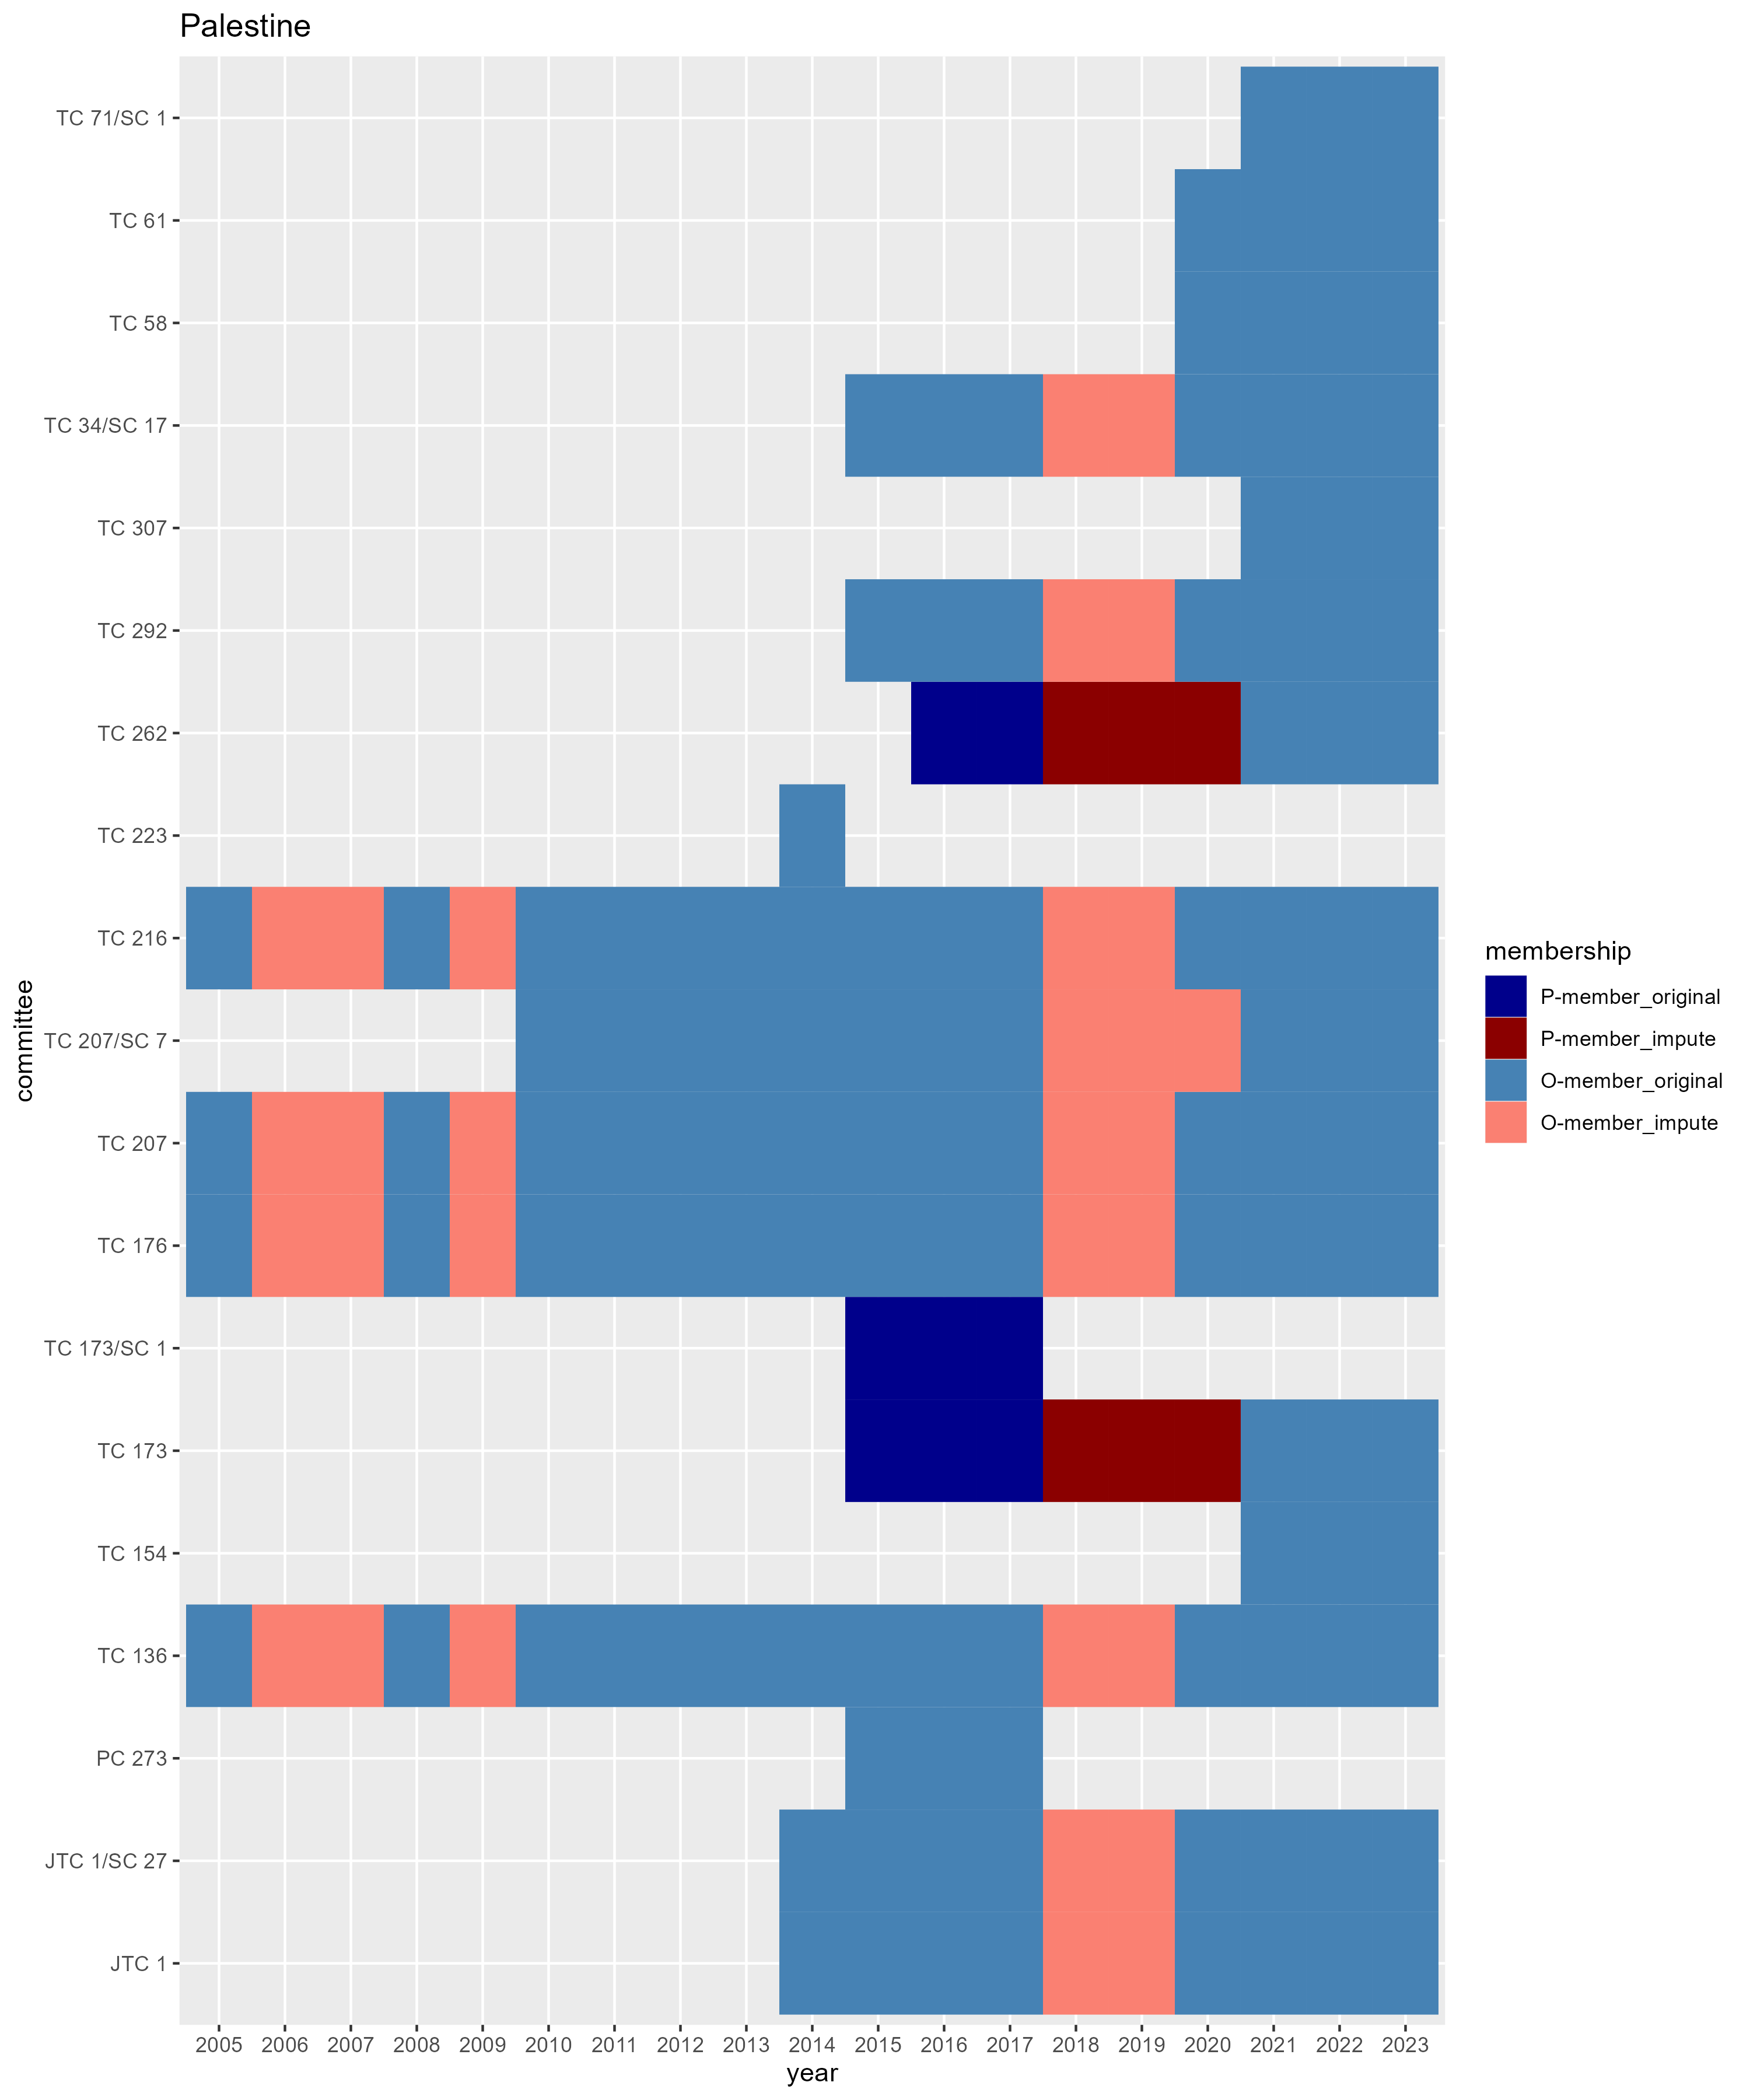 Palestine
TC 71/SC 1
TC 61
TC 58
TC 34/SC 17
TC 307
TC 292
TC 262
TC 223
TC 216
TC 207/SC 7
TC 207
TC 176
TC 173/SC 1
TC 173
TC 154
TC 136
PC 273
JTC 1/SC 27
JTC 1
committee
2005 2006 2007 2008 2009 2010 2011 2012 2013 2014 2015 2016 2017 2018 2019 2020 2021 2022 2023
year
membership
P-member_original
P-member_impute
O-member_original
O-member_impute